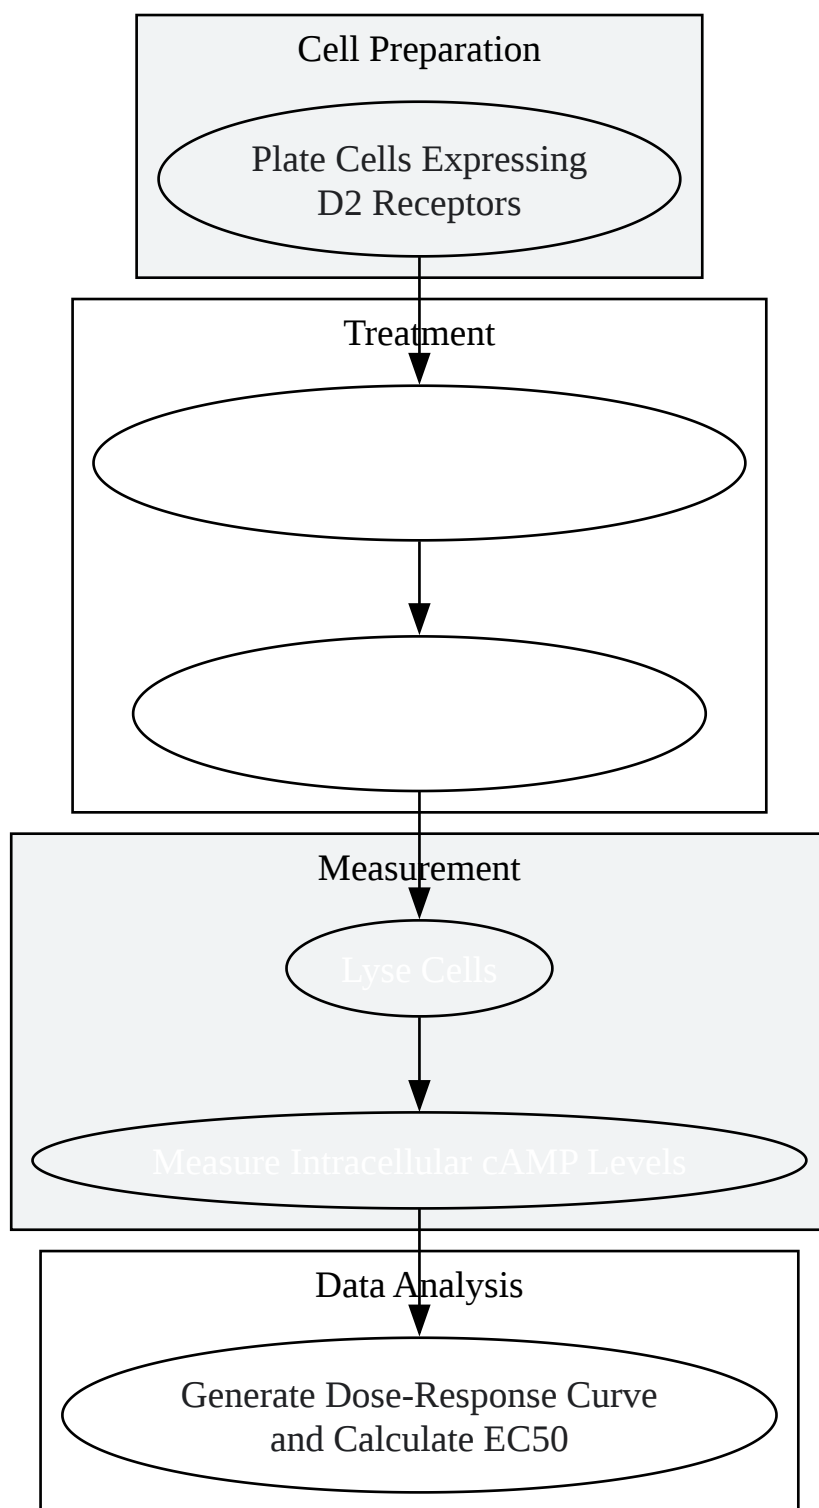 Cell Preparation
Plate Cells Expressing
D2 Receptors
Treatment
Measurement
Lyse Cells
Measure Intracellular cAMP Levels
Data Analysis
Generate Dose-Response Curve
and Calculate EC50